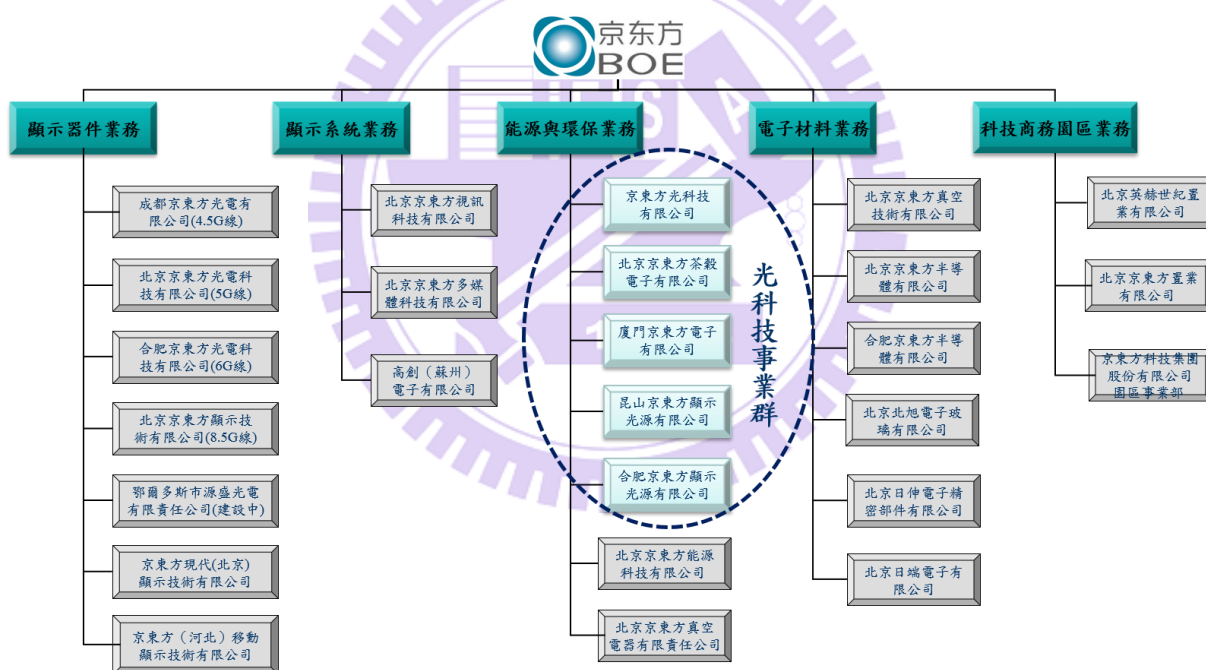 京东方
BOE
顯示器件業務
顯示系統業務
能源與環保業務
電子材料業務
科技商務園區業務
成都京東方光電有
限公司(4.5G線)
北京京東方光電科
技有限公司(5G線)
合肥京東方光電科
技有限公司(6G線)
北京京東方顯示技
術有限公司(8.5G線)
鄂爾多斯市源盛光電
有限責任公司(建設中)
京東方現代(北京)
顯示技術有限公司
京東方（河北）移動
顯示技術有限公司
北京京東方視訊
科技有限公司
北京京東方多媒
體科技有限公司
高創（蘇州）
電子有限公司
京東方光科技
有限公司
北京京東方茶穀
電子有限公司
廈門京東方電子
有限公司
昆山京東方顯示
光源有限公司
合肥京東方顯示
光源有限公司
光科技事業群
北京京東方能源
科技有限公司
北京京東方真空
電器有限責任公司
北京京東方真空
技術有限公司
北京京東方半導
體有限公司
合肥京東方半導
體有限公司
北京北旭電子玻
璃有限公司
北京日伸電子精
密部件有限公司
北京日端電子有
限公司
北京英赫世紀置
業有限公司
北京京東方置業
有限公司
京東方科技集團
股份有限公司
園區事業部